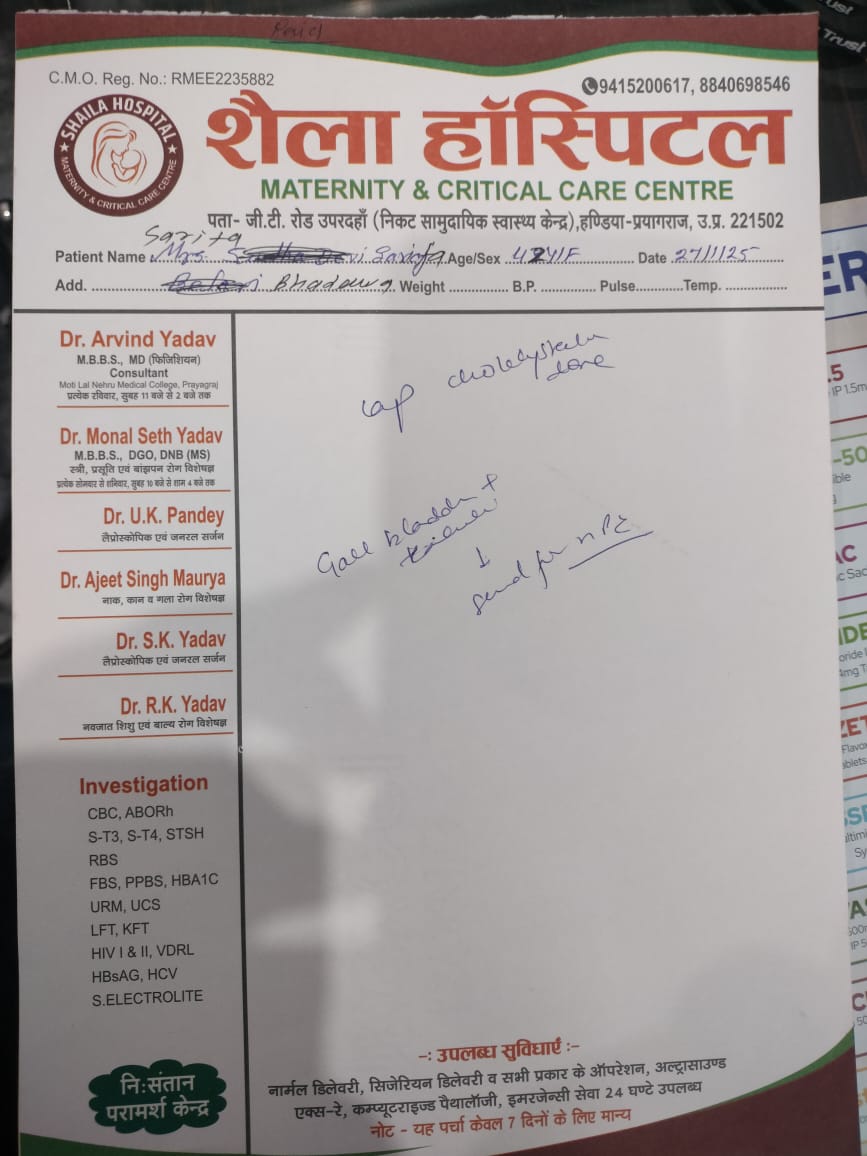 Paid
C.M.O. Reg. No.: RMEE2235882
9415200617, 8840698546
SHAILA HOSPITAL
MATERNITY & CRITICAL CARE CENTRE
शैला हॉस्पिटल
MATERNITY & CRITICAL CARE CENTRE
पता- जी.टी. रोड उपरदहाँ (निकट सामुदायिक स्वास्थ्य केन्द्र),हण्डिया-प्रयागराज, उ.प्र. 221502
Sarita
Patient Name Mrs. Sarita Age/Sex 42Y/F Date 27/1/25
Add. Bhadawa Weight B.P. Pulse Temp.
Dr. Arvind Yadav
M.B.B.S., MD (फिजिशियन)
Consultant
Moti Lal Nehru Medical College, Prayagraj
प्रत्येक रविवार, सुबह 11 बजे से 2 बजे तक
Dr. Monal Seth Yadav
M.B.B.S., DGO, DNB (MS)
स्त्री, प्रसूति एवं बांझपन रोग विशेषज्ञ
प्रत्येक सोमवार से शनिवार, सुबह 10 बजे से शाम 4 बजे तक
Dr. U.K. Pandey
लैप्रोस्कोपिक एवं जनरल सर्जन
Dr. Ajeet Singh Maurya
नाक, कान व गला रोग विशेषज्ञ
Dr. S.K. Yadav
लैप्रोस्कोपिक एवं जनरल सर्जन
Dr. R.K. Yadav
नवजात शिशु एवं बाल्य रोग विशेषज्ञ
Lap
done
Gall bladder +
↓
Send for HPE
Investigation
CBC, ABORh
S-T3, S-T4, STSH
RBS
FBS, PPBS, HBA1C
URM, UCS
LFT, KFT
HIV I & II, VDRL
HBsAG, HCV
S.ELECTROLITE
नि:संतान
परामर्श केन्द्र
-: उपलब्ध सुविधाएँ :-
नार्मल डिलेवरी, सिजेरियन डिलेवरी व सभी प्रकार के ऑपरेशन, अल्ट्रासाउण्ड
एक्स-रे, कम्प्यूटराइज्ड पैथालॉजी, इमरजेन्सी सेवा 24 घण्टे उपलब्ध
नोट - यह पर्चा केवल 7 दिनों के लिए मान्य
Trust